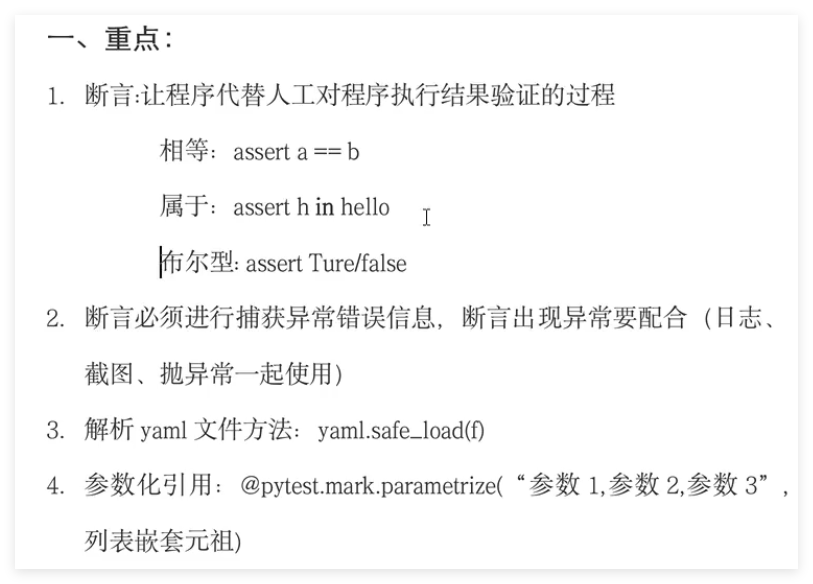 一、重点：
1. 断言:让程序代替人工对程序执行结果验证的过程
相等：assert a == b
属于：assert h in hello
布尔型: assert Ture/false
2. 断言必须进行捕获异常错误信息，断言出现异常要配合（日志、
截图、抛异常一起使用）
3. 解析 yaml 文件方法：yaml.safe_load(f)
4. 参数化引用：@pytest.mark.parametrize(“参数 1,参数 2,参数 3”,
列表嵌套元祖)